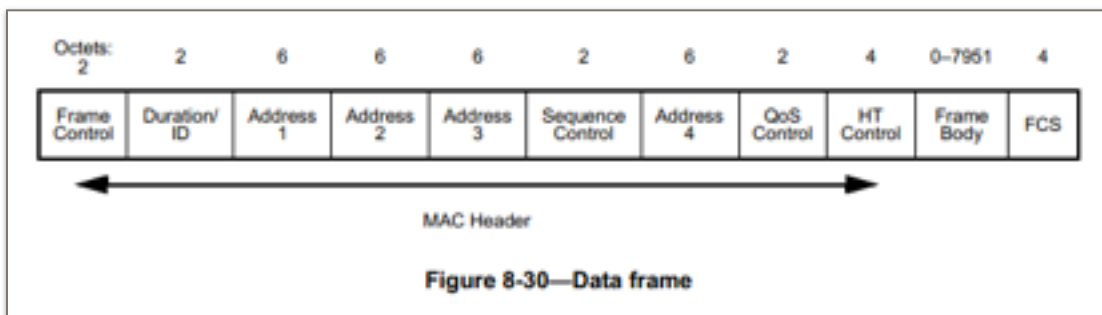 Octets:
2 2 6 6 6 2 6 2 4 0–7951 4
Frame Control Duration/ ID Address 1 Address 2 Address 3 Sequence Control Address 4 QoS Control HT Control Frame Body FCS
MAC Header
Figure 8-30—Data frame